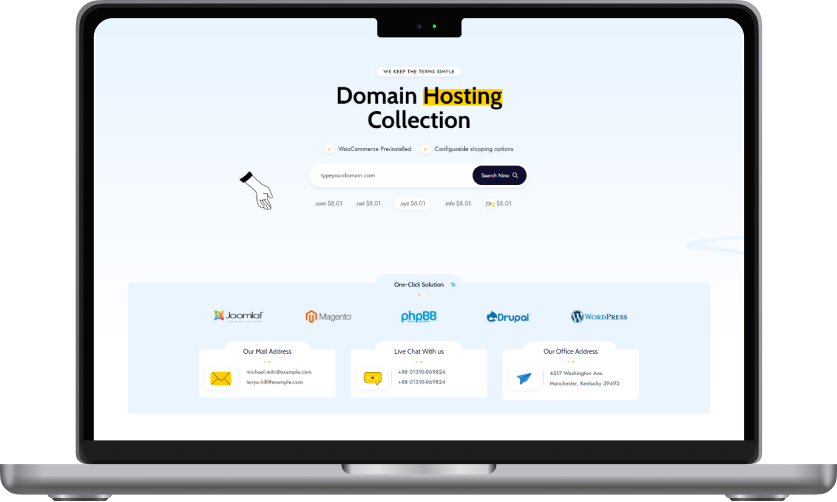 WE KEEP THE TERMS SIMPLE
Domain Hosting
Collection
WooCommerce Pre-installed
Configurable shipping options
typeyourdomain.com
Search Now
.com $8.01
.net $8.01
.xyz $8.01
.info $8.01
.Org $8.01
One-Click Solution
Joomla!
Magento
phpBB
Drupal
WORDPRESS
Our Mail Address
michael.mitc@example.com
terrya.hill@example.com
Live Chat With us
+88 01310-069824
+88 01310-069824
Our Office Address
4517 Washington Ave.
Manchester, Kentucky 39495